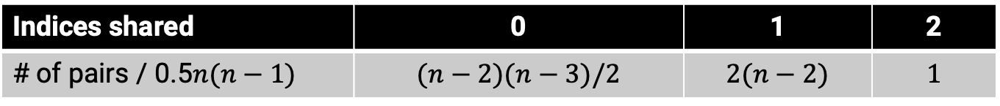 Indices shared 0 1 2
# of pairs / 0.5𝑛(𝑛 − 1) (𝑛 − 2)(𝑛 − 3)/2 2(𝑛 − 2) 1